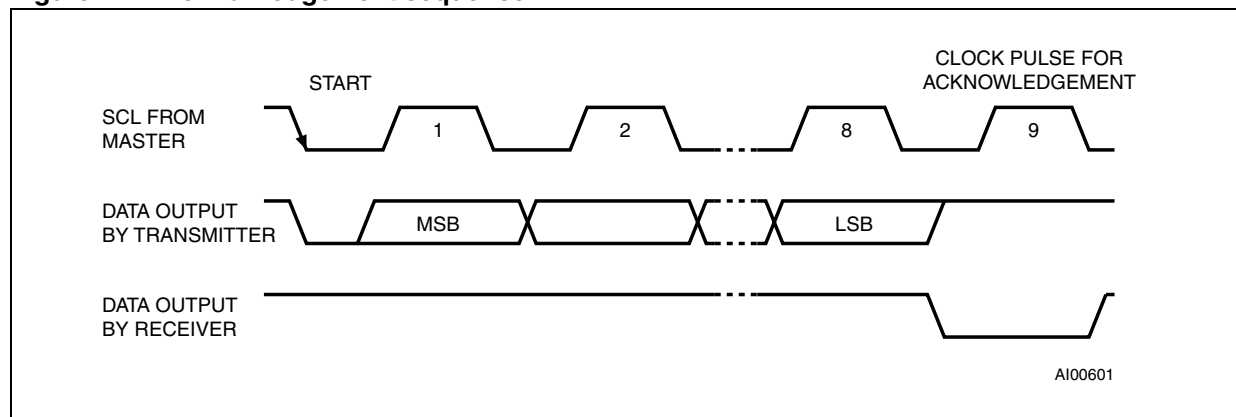 CLOCK PULSE FOR
ACKNOWLEDGEMENT
START
SCL FROM
MASTER
1
2
8
9
DATA OUTPUT
BY TRANSMITTER
MSB
LSB
DATA OUTPUT
BY RECEIVER
AI00601